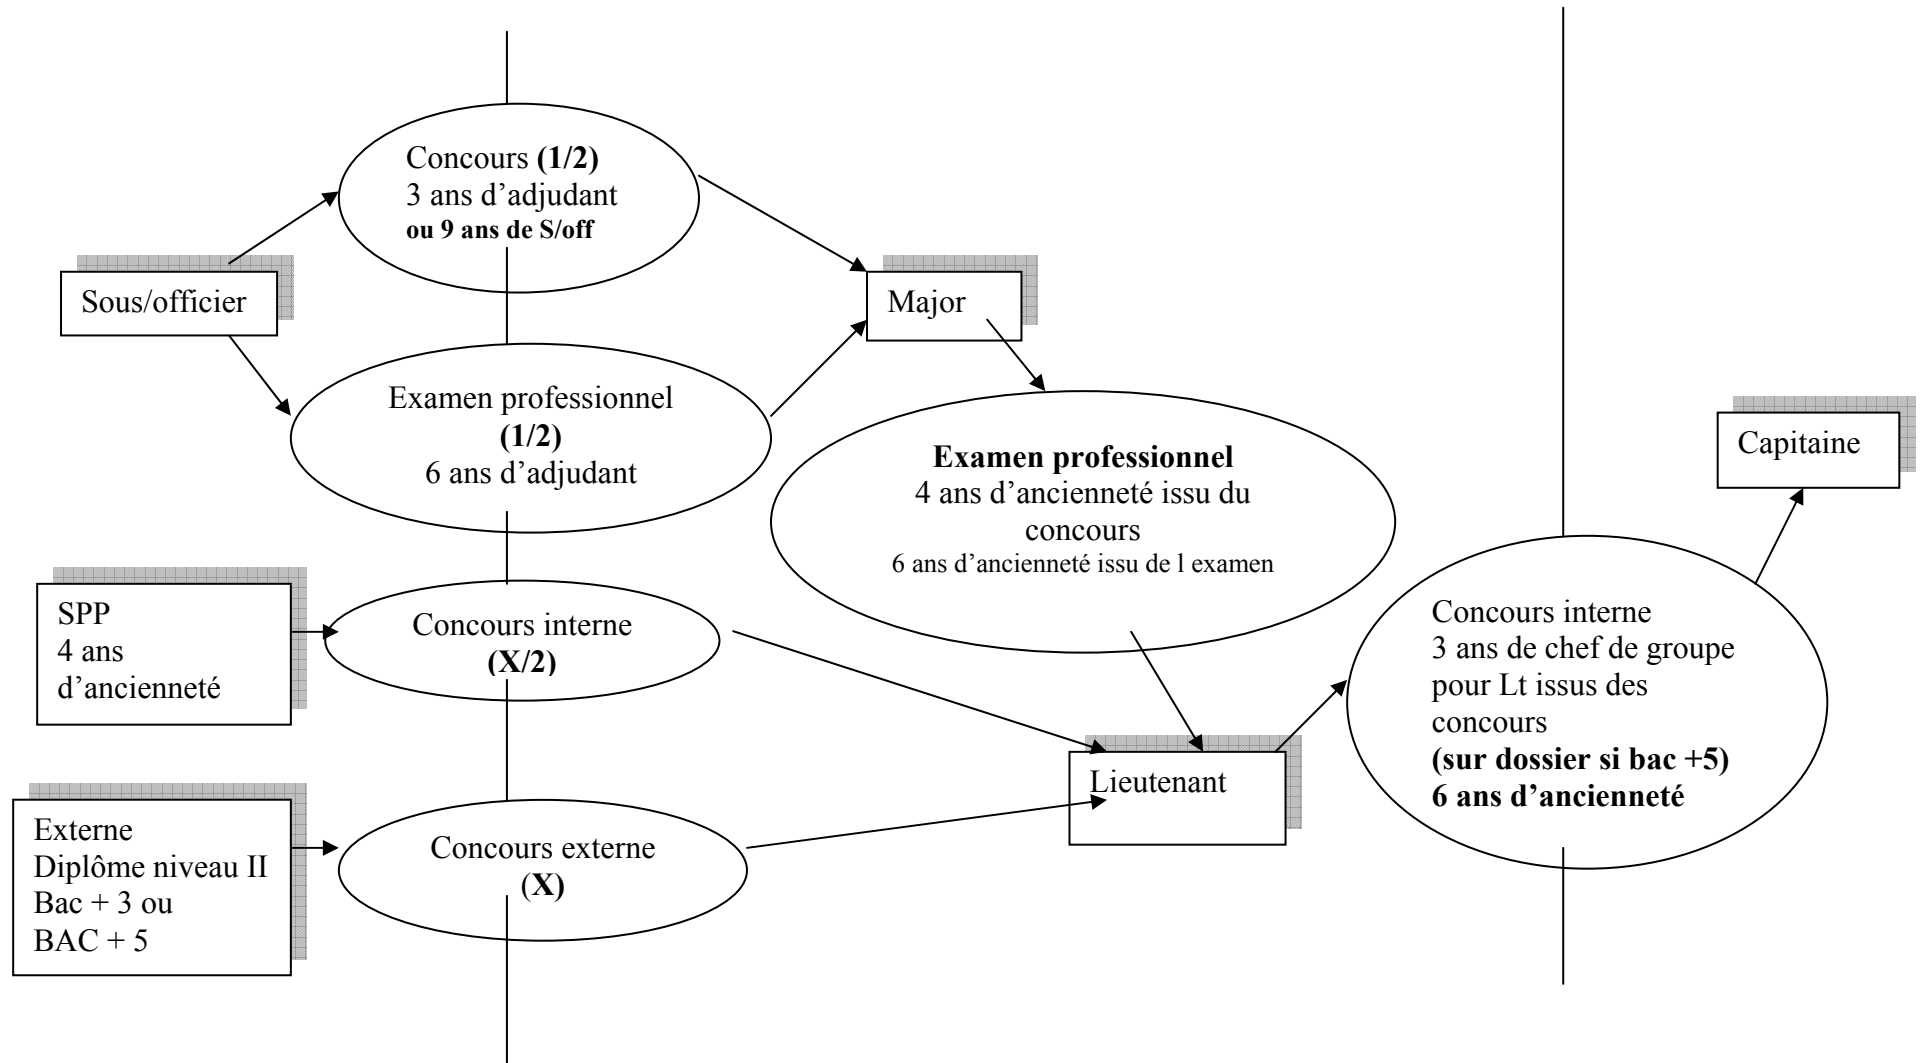 Concours (1/2)
3 ans d'adjudant
ou 9 ans de S/off
Sous/officier
Major
Examen professionnel
(1/2)
6 ans d'adjudant
Examen professionnel
4 ans d'ancienneté issu du
concours
6 ans d'ancienneté issu de l examen
Capitaine
SPP
4 ans
d'ancienneté
Concours interne
(X/2)
Concours interne
3 ans de chef de groupe
pour Lt issus des
concours
(sur dossier si bac +5)
6 ans d'ancienneté
Lieutenant
Externe
Diplôme niveau II
Bac + 3 ou
BAC + 5
Concours externe
(X)